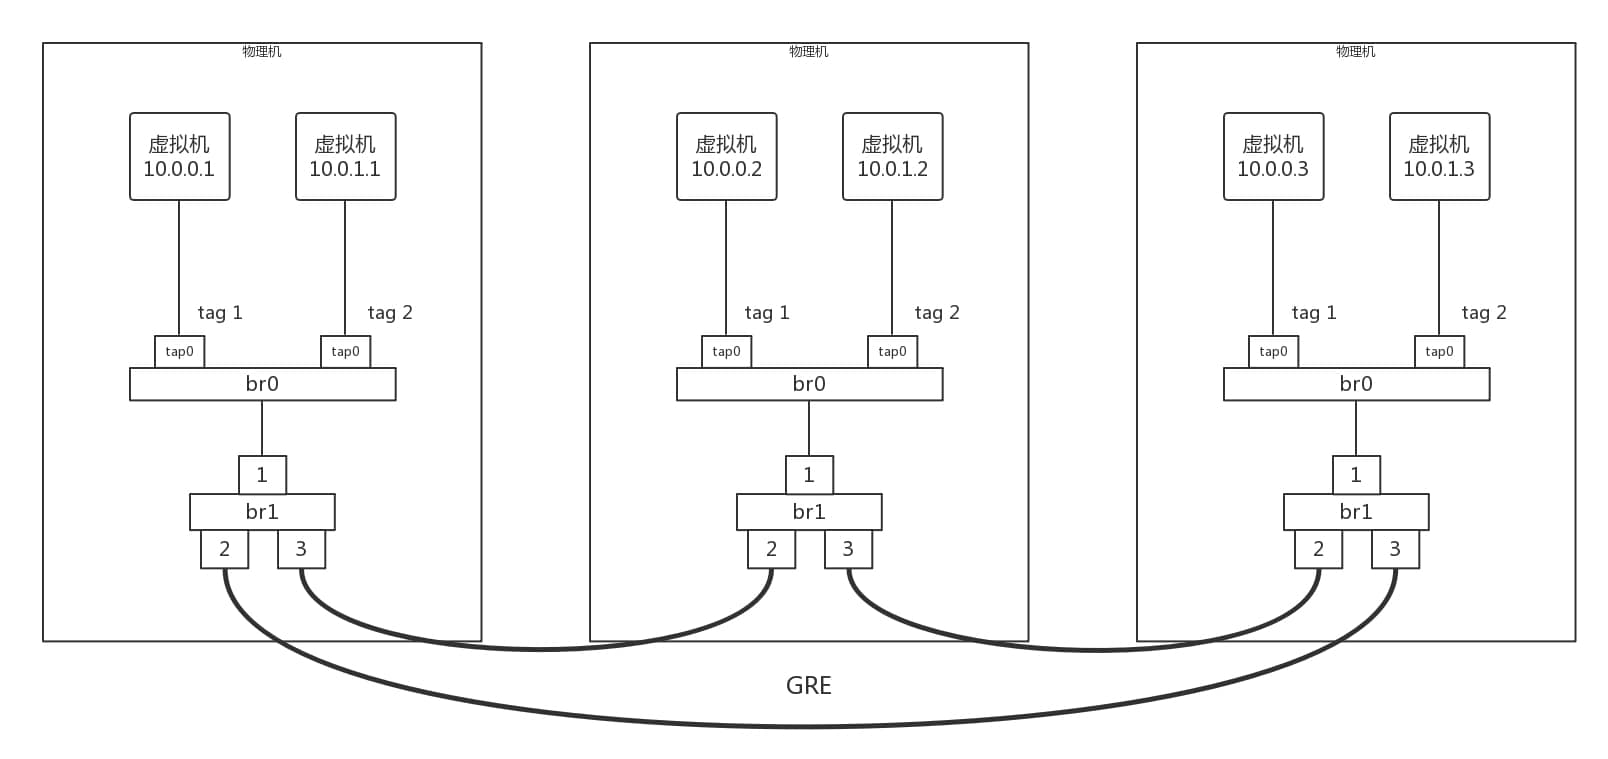 物理机
物理机
物理机
虚拟机
10.0.0.1
虚拟机
10.0.1.1
虚拟机
10.0.0.2
虚拟机
10.0.1.2
虚拟机
10.0.0.3
虚拟机
10.0.1.3
tag 1
tag 2
tag 1
tag 2
tag 1
tag 2
tap0
tap0
tap0
tap0
tap0
tap0
br0
br0
br0
1
1
1
br1
br1
br1
2
3
2
3
2
3
GRE